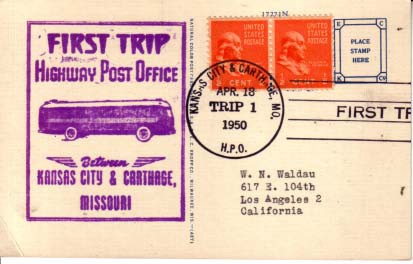 FIRST TRIP
HIGHWAY POST OFFICE
Between
KANSAS CITY & CARTHAGE,
MISSOURI
17221N
UNITED
STATES
POSTAGE
UNITED
STATES
POSTAGE
CENT
PLACE
STAMP
HERE
KANSAS CITY & CARTHAGE, MO.
APR. 18
TRIP 1
1950
H.P.O.
FIRST T
W. N. Waldau
617 E. 104th
Los Angeles 2
California